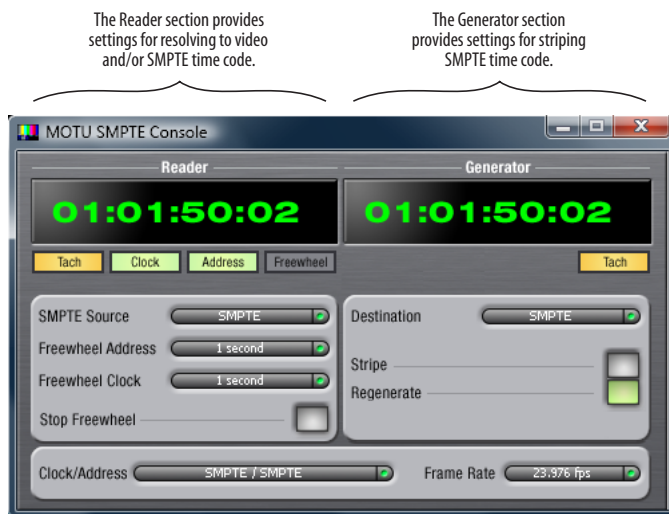 The Reader section provides
settings for resolving to video
and/or SMPTE time code.
The Generator section
provides settings for striping
SMPTE time code.
MOTU SMPTE Console
Reader
Generator
01:01:50:02
01:01:50:02
Tach
Clock
Address
Freewheel
Tach
SMPTE Source
SMPTE
Freewheel Address
1 second
Freewheel Clock
1 second
Stop Freewheel
Destination
SMPTE
Stripe
Regenerate
Clock/Address
SMPTE / SMPTE
Frame Rate
23.976 fps